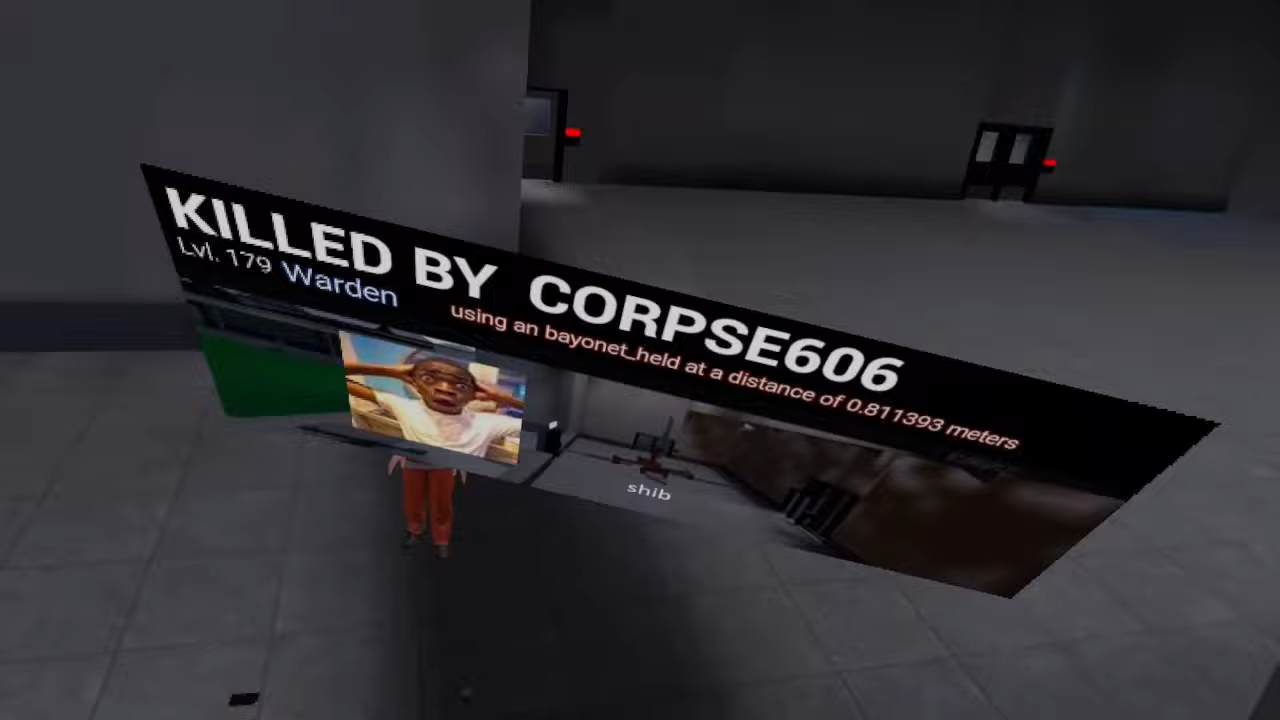 KILLED BY CORPSE606
Lvl. 179 Warden
using an bayonet_held at a distance of 0.811393 meters
shib